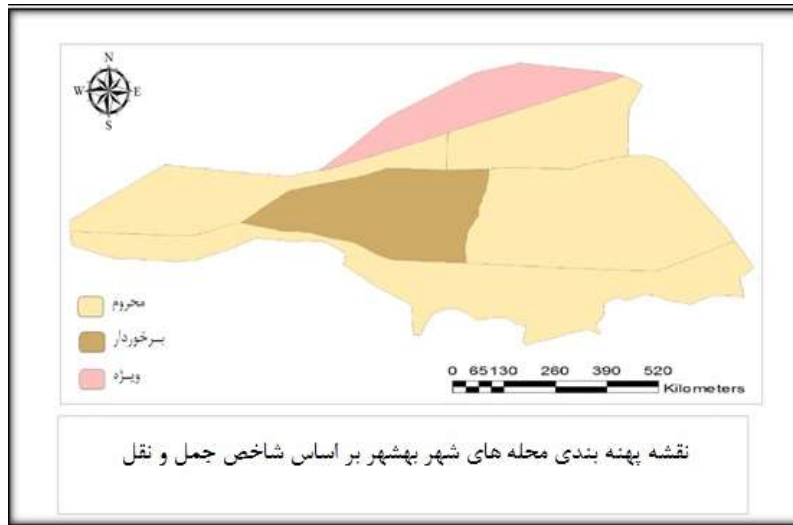 N
W E
S
محروم
برخوردار
ویژه
0 65130 260 390 520
Kilometers
نقشه پهنه بندی محله های شهر بهشهر بر اساس شاخص جمل و نقل